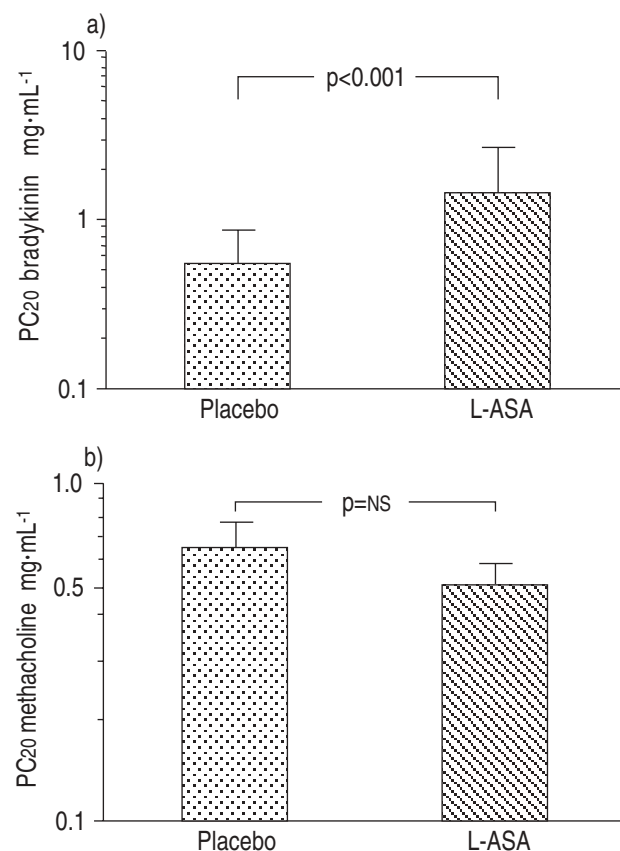 a)
10
p<0.001
PC20 bradykinin mg·mL-1
1
0.1
Placebo L-ASA
b)
1.0
p=NS
PC20 methacholine mg·mL-1
0.5
0.1
Placebo L-ASA